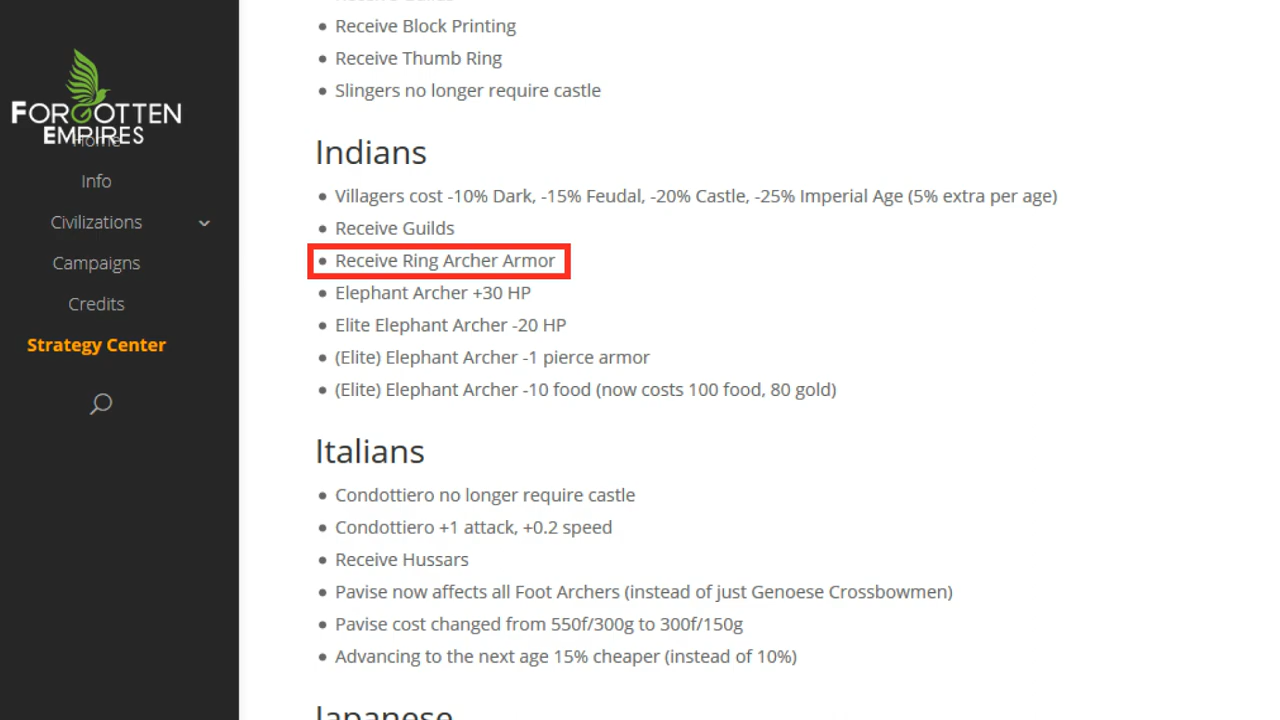 FORGOTTEN
EMPIRES
Home
Info
Civilizations
Campaigns
Credits
Strategy Center
Receive Block Printing
Receive Thumb Ring
Slingers no longer require castle
Indians
Villagers cost -10% Dark, -15% Feudal, -20% Castle, -25% Imperial Age (5% extra per age)
Receive Guilds
Receive Ring Archer Armor
Elephant Archer +30 HP
Elite Elephant Archer -20 HP
(Elite) Elephant Archer -1 pierce armor
(Elite) Elephant Archer -10 food (now costs 100 food, 80 gold)
Italians
Condottiero no longer require castle
Condottiero +1 attack, +0.2 speed
Receive Hussars
Pavise now affects all Foot Archers (instead of just Genoese Crossbowmen)
Pavise cost changed from 550f/300g to 300f/150g
Advancing to the next age 15% cheaper (instead of 10%)
Japanese